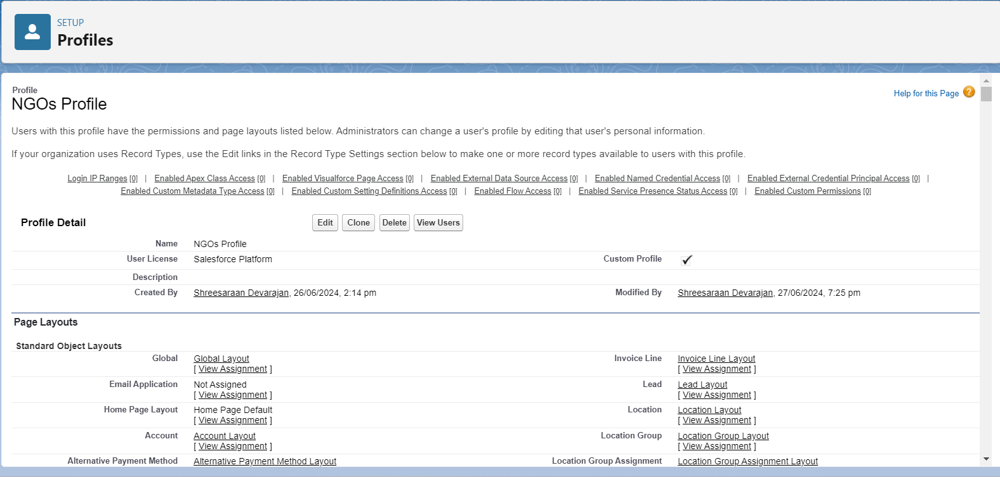 SETUP
Profiles
Profile
NGOs Profile
Help for this Page ?
Users with this profile have the permissions and page layouts listed below. Administrators can change a user's profile by editing that user's personal information.
If your organization uses Record Types, use the Edit links in the Record Type Settings section below to make one or more record types available to users with this profile.
Login IP Ranges [0] | Enabled Apex Class Access [0] | Enabled Visualforce Page Access [0] | Enabled External Data Source Access [0] | Enabled Named Credential Access [0] | Enabled External Credential Principal Access [0] |
Enabled Custom Metadata Type Access [0] | Enabled Custom Setting Definitions Access [0] | Enabled Flow Access [0] | Enabled Service Presence Status Access [0] | Enabled Custom Permissions [0]
Profile Detail Edit Clone Delete View Users
Name NGOs Profile
User License Salesforce Platform Custom Profile
Description
Created By Shreesaraan Devarajan, 26/06/2024, 2:14 pm Modified By Shreesaraan Devarajan, 27/06/2024, 7:25 pm
Page Layouts
Standard Object Layouts
Global Global Layout Invoice Line Invoice Line Layout
[ View Assignment ] [ View Assignment ]
Email Application Not Assigned Lead Lead Layout
[ View Assignment ] [ View Assignment ]
Home Page Layout Home Page Default Location Location Layout
[ View Assignment ] [ View Assignment ]
Account Account Layout Location Group Location Group Layout
[ View Assignment ] [ View Assignment ]
Alternative Payment Method Alternative Payment Method Layout Location Group Assignment Location Group Assignment Layout